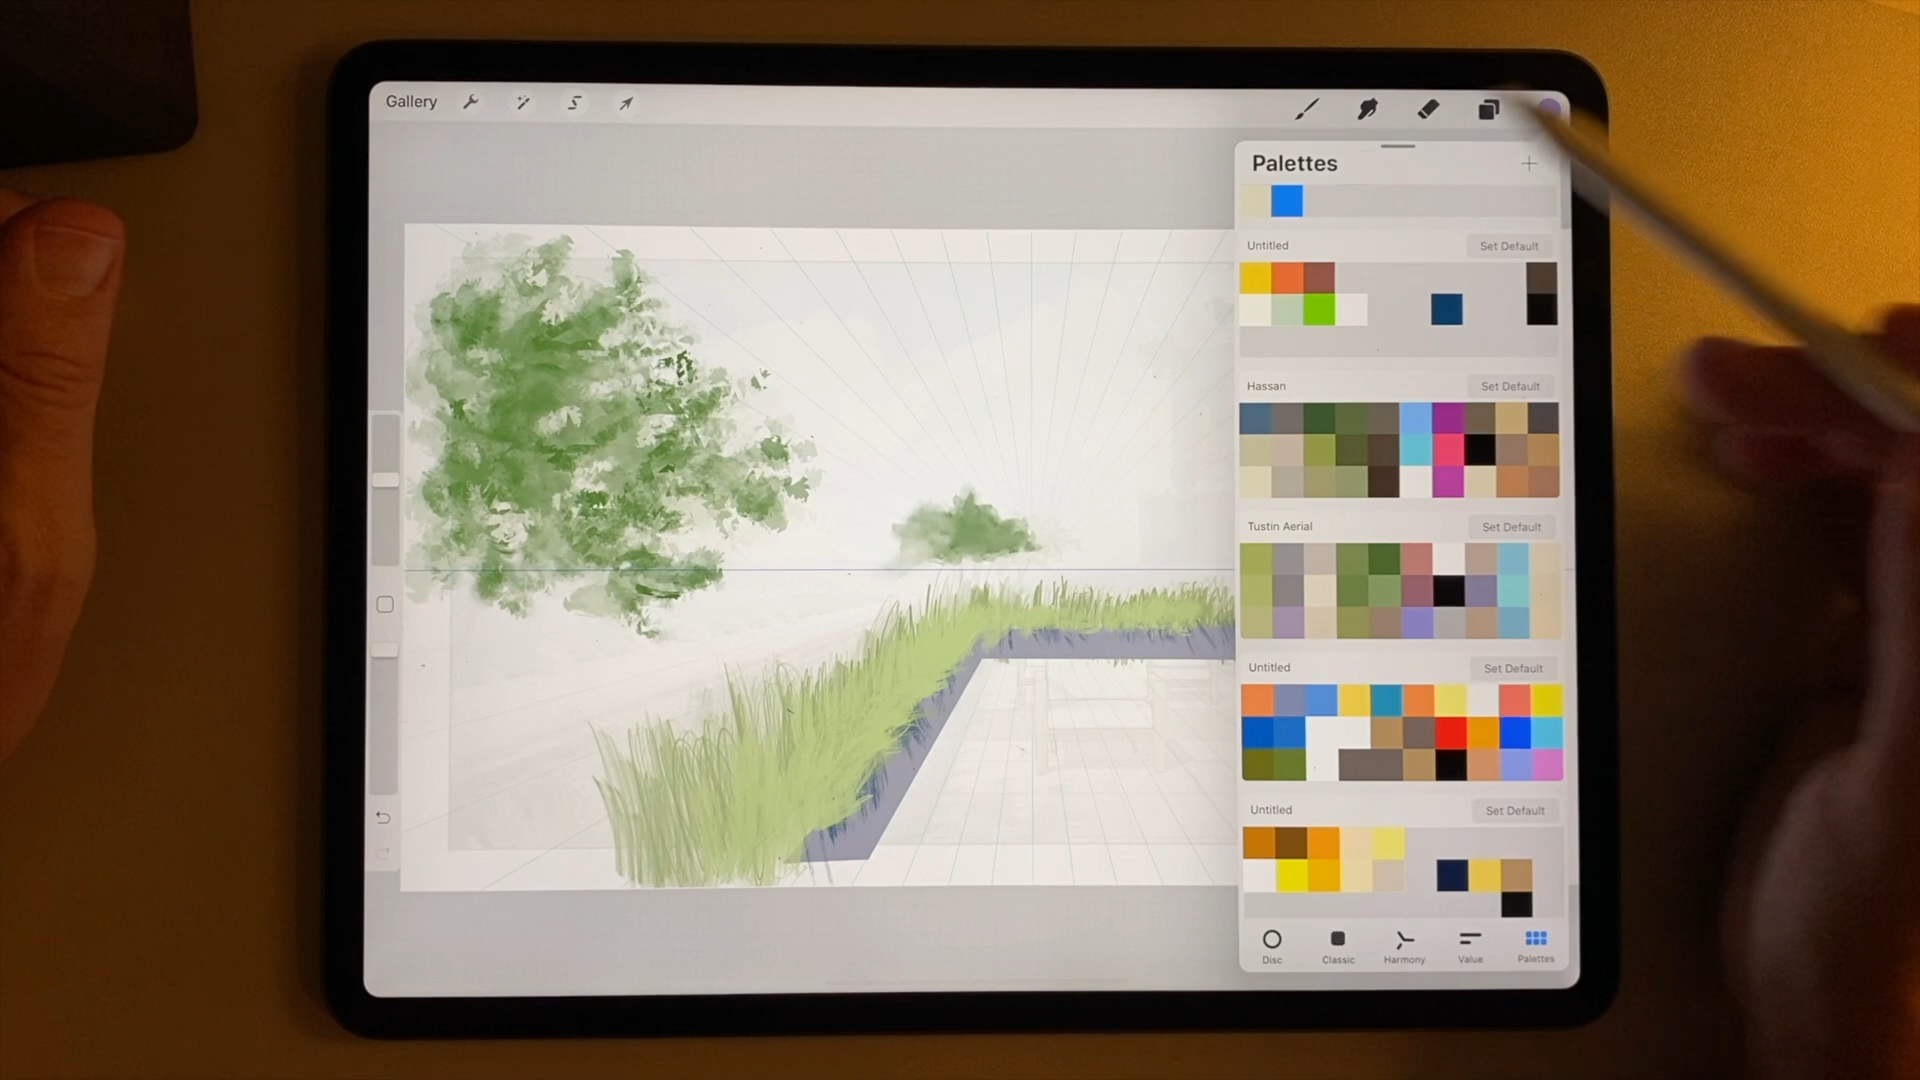 Gallery
Palettes
Untitled Set Default
Hassan Set Default
Tustin Aerial Set Default
Untitled Set Default
Untitled Set Default
Disc Classic Harmony Value Palettes